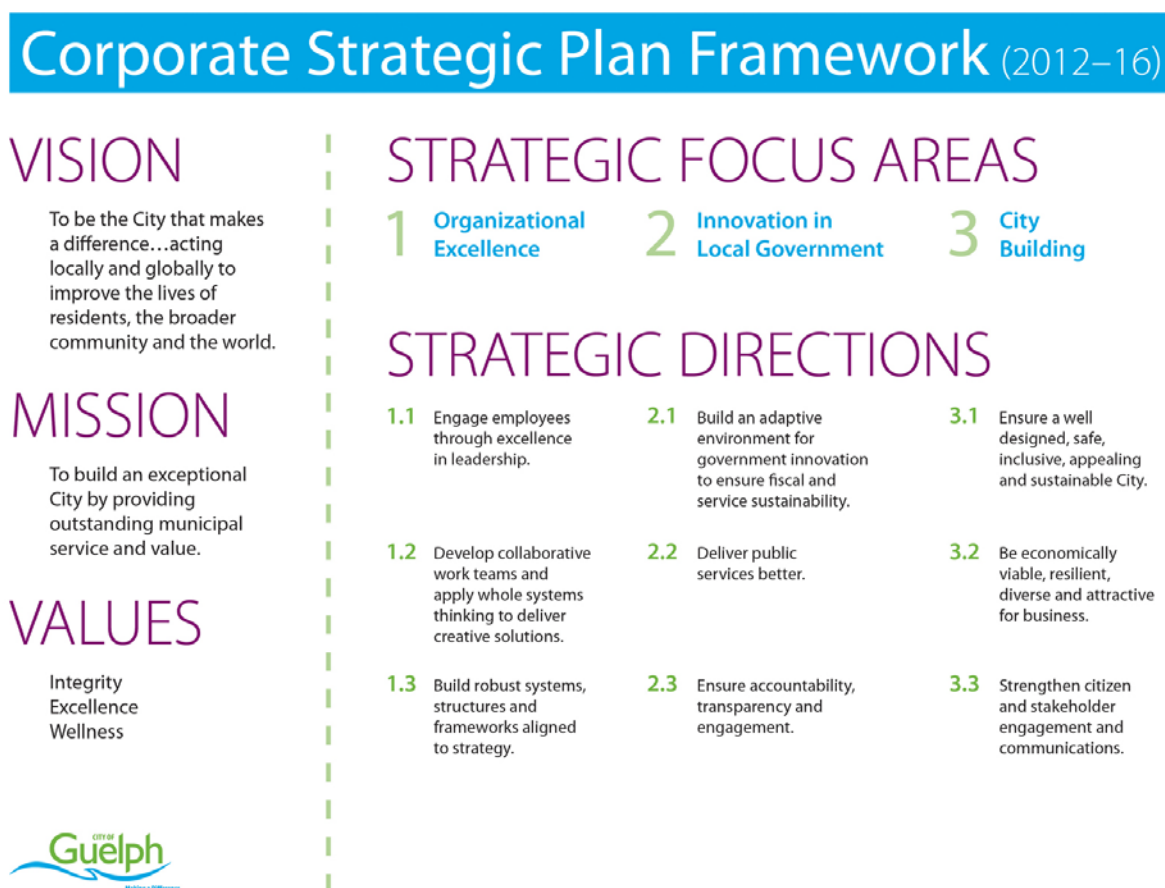 Corporate Strategic Plan Framework (2012–16)
VISION
To be the City that makes
a difference…acting
locally and globally to
improve the lives of
residents, the broader
community and the world.
MISSION
To build an exceptional
City by providing
outstanding municipal
service and value.
VALUES
Integrity
Excellence
Wellness
CITY OF
Guelph
Making a Difference
STRATEGIC FOCUS AREAS
1 Organizational
Excellence
2 Innovation in
Local Government
3 City
Building
STRATEGIC DIRECTIONS
1.1 Engage employees
through excellence
in leadership.
2.1 Build an adaptive
environment for
government innovation
to ensure fiscal and
service sustainability.
3.1 Ensure a well
designed, safe,
inclusive, appealing
and sustainable City.
1.2 Develop collaborative
work teams and
apply whole systems
thinking to deliver
creative solutions.
2.2 Deliver public
services better.
3.2 Be economically
viable, resilient,
diverse and attractive
for business.
1.3 Build robust systems,
structures and
frameworks aligned
to strategy.
2.3 Ensure accountability,
transparency and
engagement.
3.3 Strengthen citizen
and stakeholder
engagement and
communications.